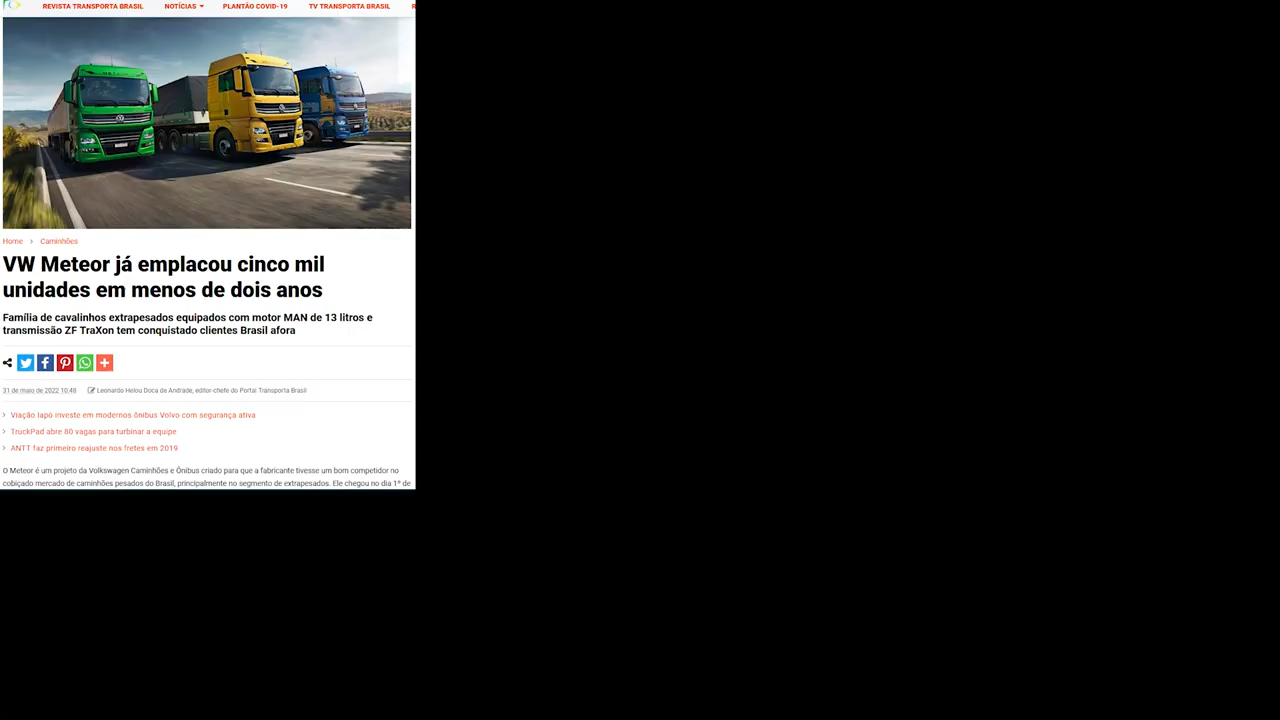 REVISTA TRANSPORTA BRASIL NOTÍCIAS PLANTÃO COVID-19 TV TRANSPORTA BRASIL R
METEOR
Home > Caminhões
VW Meteor já emplacou cinco mil
unidades em menos de dois anos
Família de cavalinhos extrapesados equipados com motor MAN de 13 litros e
transmissão ZF TraXon tem conquistado clientes Brasil afora
31 de maio de 2022 10:48 Leonardo Helou Doca de Andrade, editor-chefe do Portal Transporta Brasil
> Viação Iapó investe em modernos ônibus Volvo com segurança ativa
> TruckPad abre 80 vagas para turbinar a equipe
> ANTT faz primeiro reajuste nos fretes em 2019
O Meteor é um projeto da Volkswagen Caminhões e Ônibus criado para que a fabricante tivesse um bom competidor no
cobiçado mercado de caminhões pesados do Brasil, principalmente no segmento de extrapesados. Ele chegou no dia 1º de